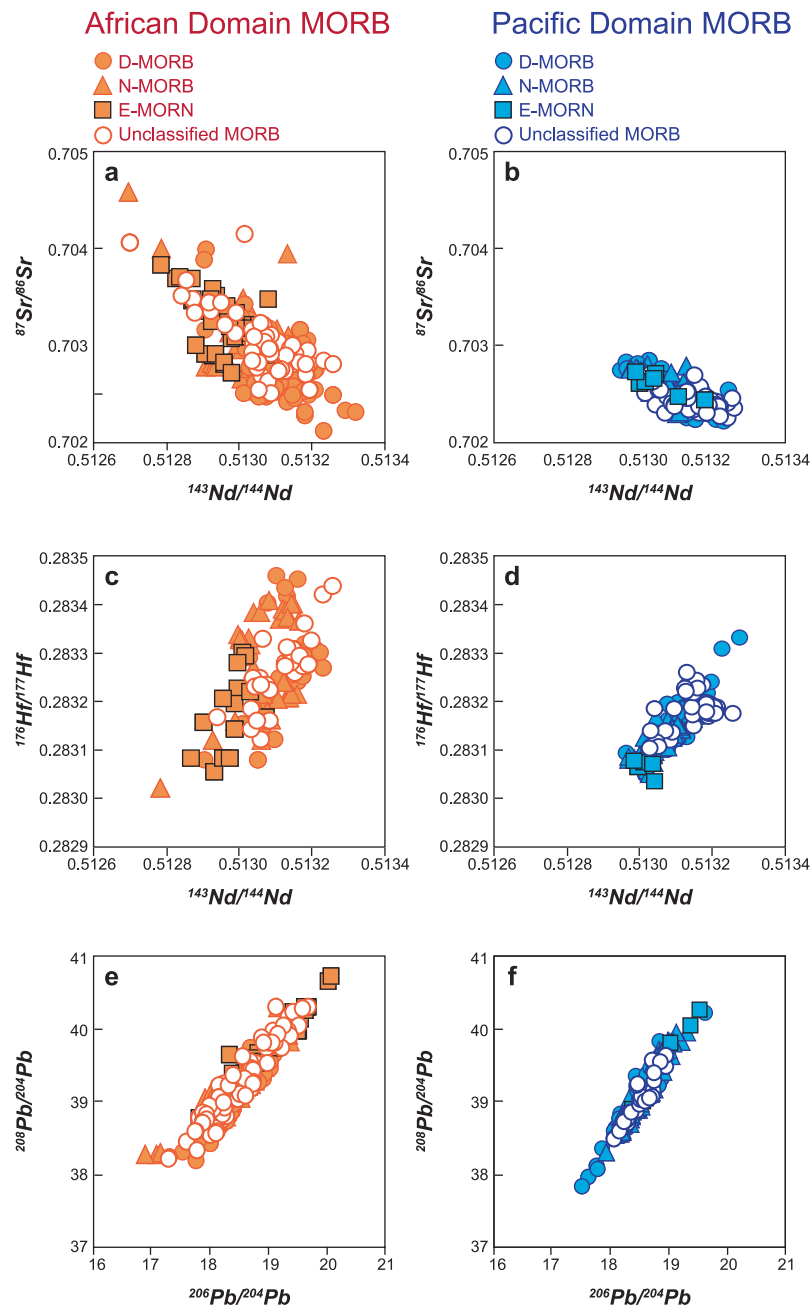 African Domain MORB
D-MORB
N-MORB
E-MORN
Unclassified MORB
Pacific Domain MORB
D-MORB
N-MORB
E-MORN
Unclassified MORB
a
0.705
0.704
0.703
0.702
87Sr/86Sr
0.5126
0.5128
0.5130
0.5132
0.5134
143Nd/144Nd
b
0.705
0.704
0.703
0.702
87Sr/86Sr
0.5126
0.5128
0.5130
0.5132
0.5134
143Nd/144Nd
c
0.2835
0.2834
0.2833
0.2832
0.2831
0.2830
0.2829
176Hf/177Hf
0.5126
0.5128
0.5130
0.5132
0.5134
143Nd/144Nd
d
0.2835
0.2834
0.2833
0.2832
0.2831
0.2830
0.2829
176Hf/177Hf
0.5126
0.5128
0.5130
0.5132
0.5134
143Nd/144Nd
e
41
40
39
38
37
208Pb/204Pb
16
17
18
19
20
21
206Pb/204Pb
f
41
40
39
38
37
208Pb/204Pb
16
17
18
19
20
21
206Pb/204Pb